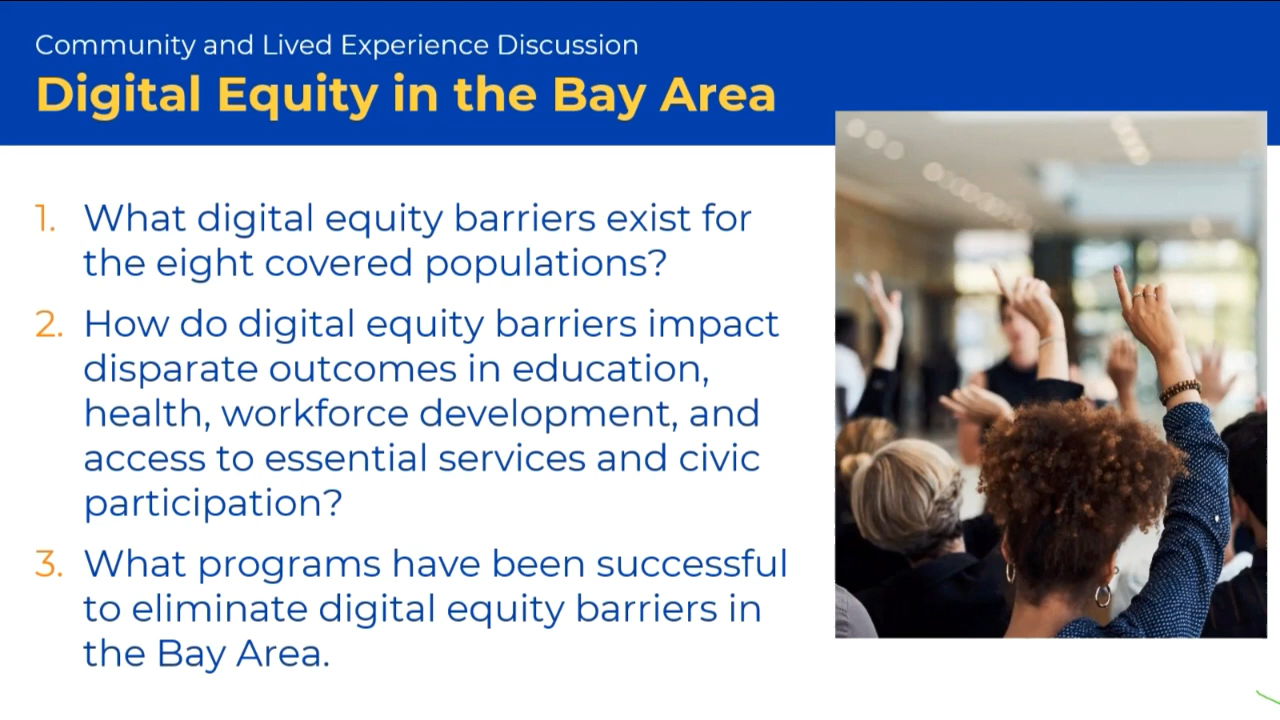 Community and Lived Experience Discussion
Digital Equity in the Bay Area
1. What digital equity barriers exist for
the eight covered populations?
2. How do digital equity barriers impact
disparate outcomes in education,
health, workforce development, and
access to essential services and civic
participation?
3. What programs have been successful
to eliminate digital equity barriers in
the Bay Area.